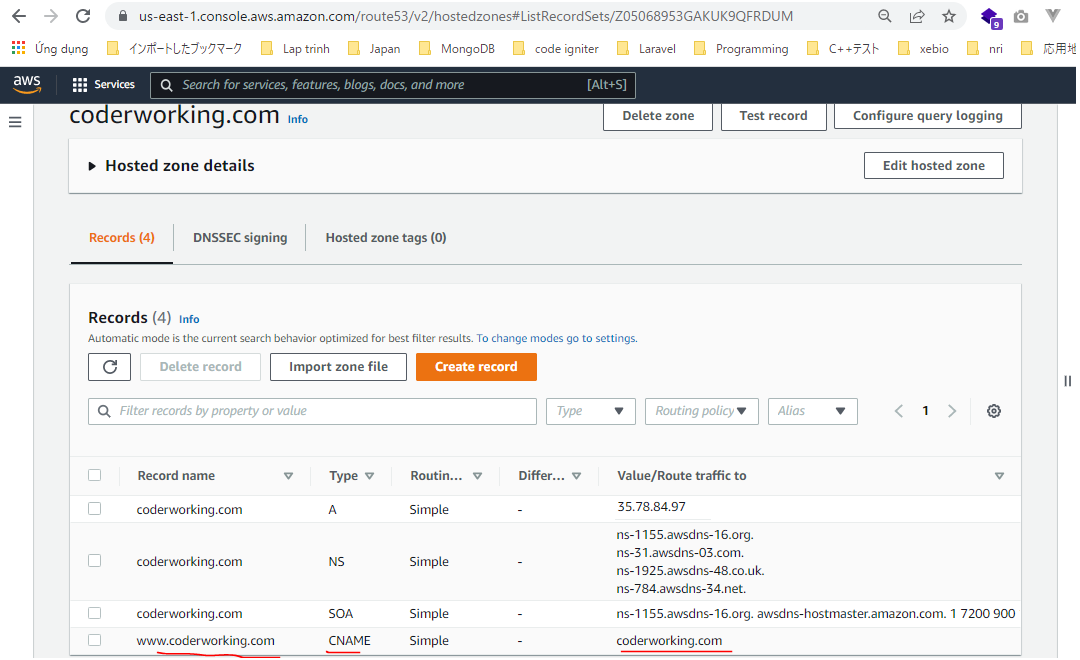 us-east-1.console.aws.amazon.com/route53/v2/hostedzones#ListRecordSets/Z05068953GAKUK9QFRDUM
9
Ứng dụng インポートしたブックマーク Lap trinh Japan MongoDB code igniter Laravel Programming C++テスト xebio nri 応用地
aws Services Search for services, features, blogs, docs, and more [Alt+S]
coderworking.com Info Delete zone Test record Configure query logging
Hosted zone details Edit hosted zone
Records (4) DNSSEC signing Hosted zone tags (0)
Records (4) Info
Automatic mode is the current search behavior optimized for best filter results. To change modes go to settings.
Delete record Import zone file Create record
Filter records by property or value Type Routing policy Alias 1
Record name Type Routin... Differ... Value/Route traffic to
coderworking.com A Simple - 35.78.84.97
ns-1155.awsdns-16.org.
ns-31.awsdns-03.com.
coderworking.com NS Simple -
ns-1925.awsdns-48.co.uk.
ns-784.awsdns-34.net.
coderworking.com SOA Simple - ns-1155.awsdns-16.org. awsdns-hostmaster.amazon.com. 1 7200 900
www.coderworking.com CNAME Simple - coderworking.com